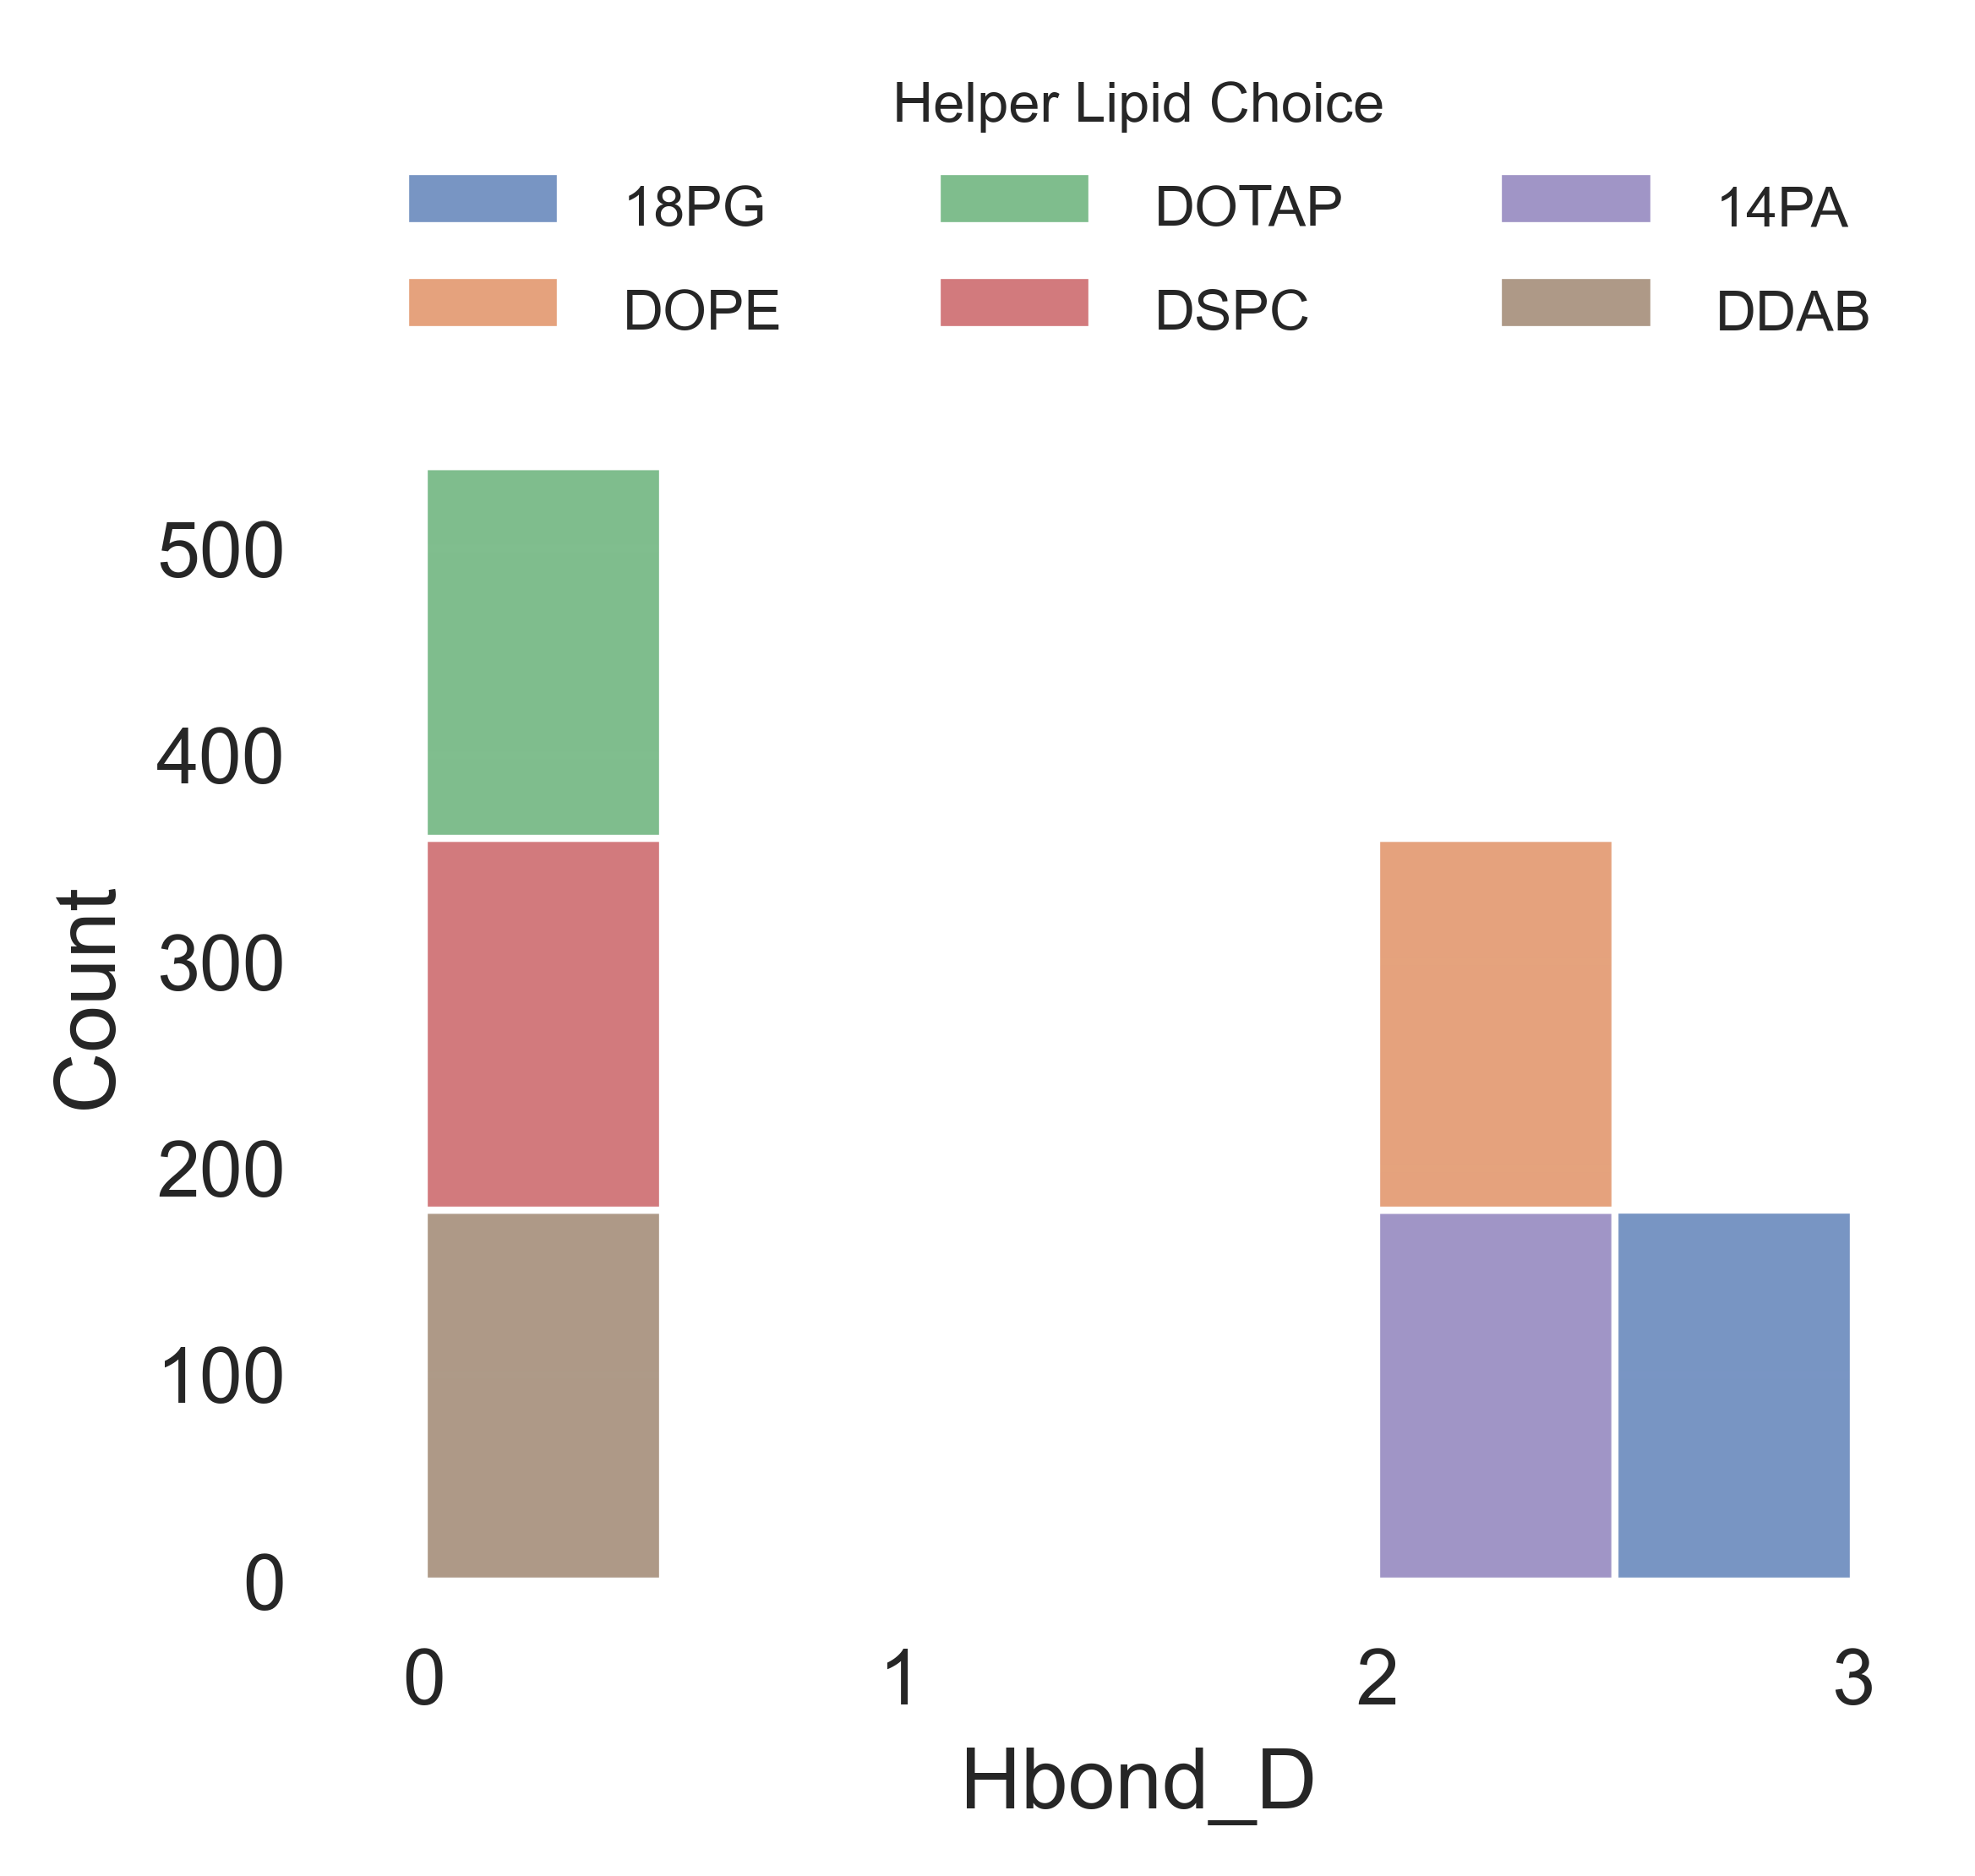 Helper Lipid Choice
18PG DOTAP 14PA
DOPE DSPC DDAB
500
400
300
200
100
0
Count
0 1 2 3
Hbond_D